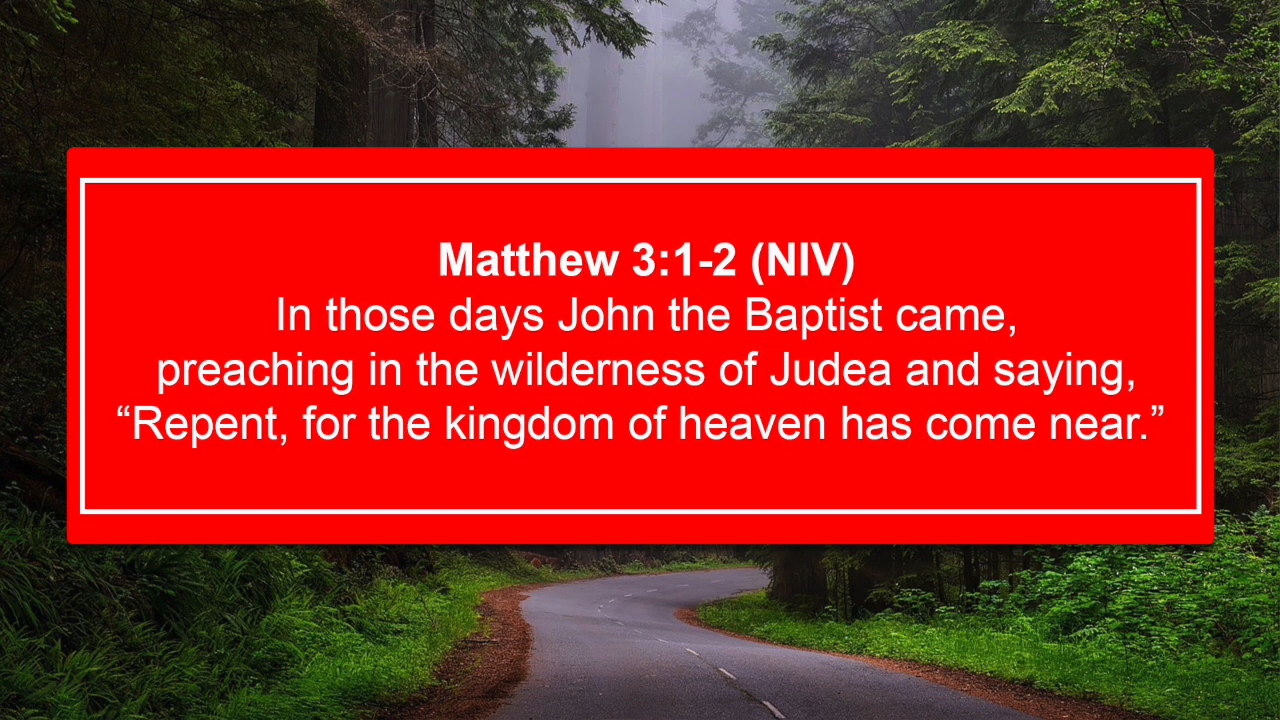 Matthew 3:1-2 (NIV)
In those days John the Baptist came,
preaching in the wilderness of Judea and saying,
“Repent, for the kingdom of heaven has come near.”